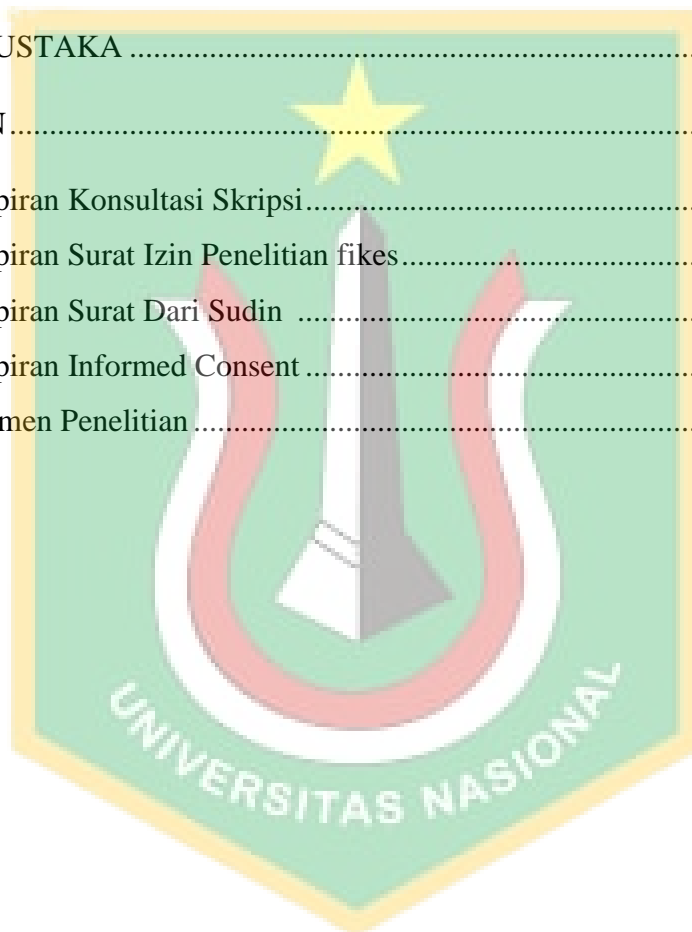 USTAKA ....................................................................
N...................................................................................
piran Konsultasi Skripsi................................................
piran Surat Izin Penelitian fikes....................................
piran Surat Dari Sudin .................................................
piran Informed Consent ................................................
men Penelitian ..............................................................
UNIVERSITAS NASIONAL